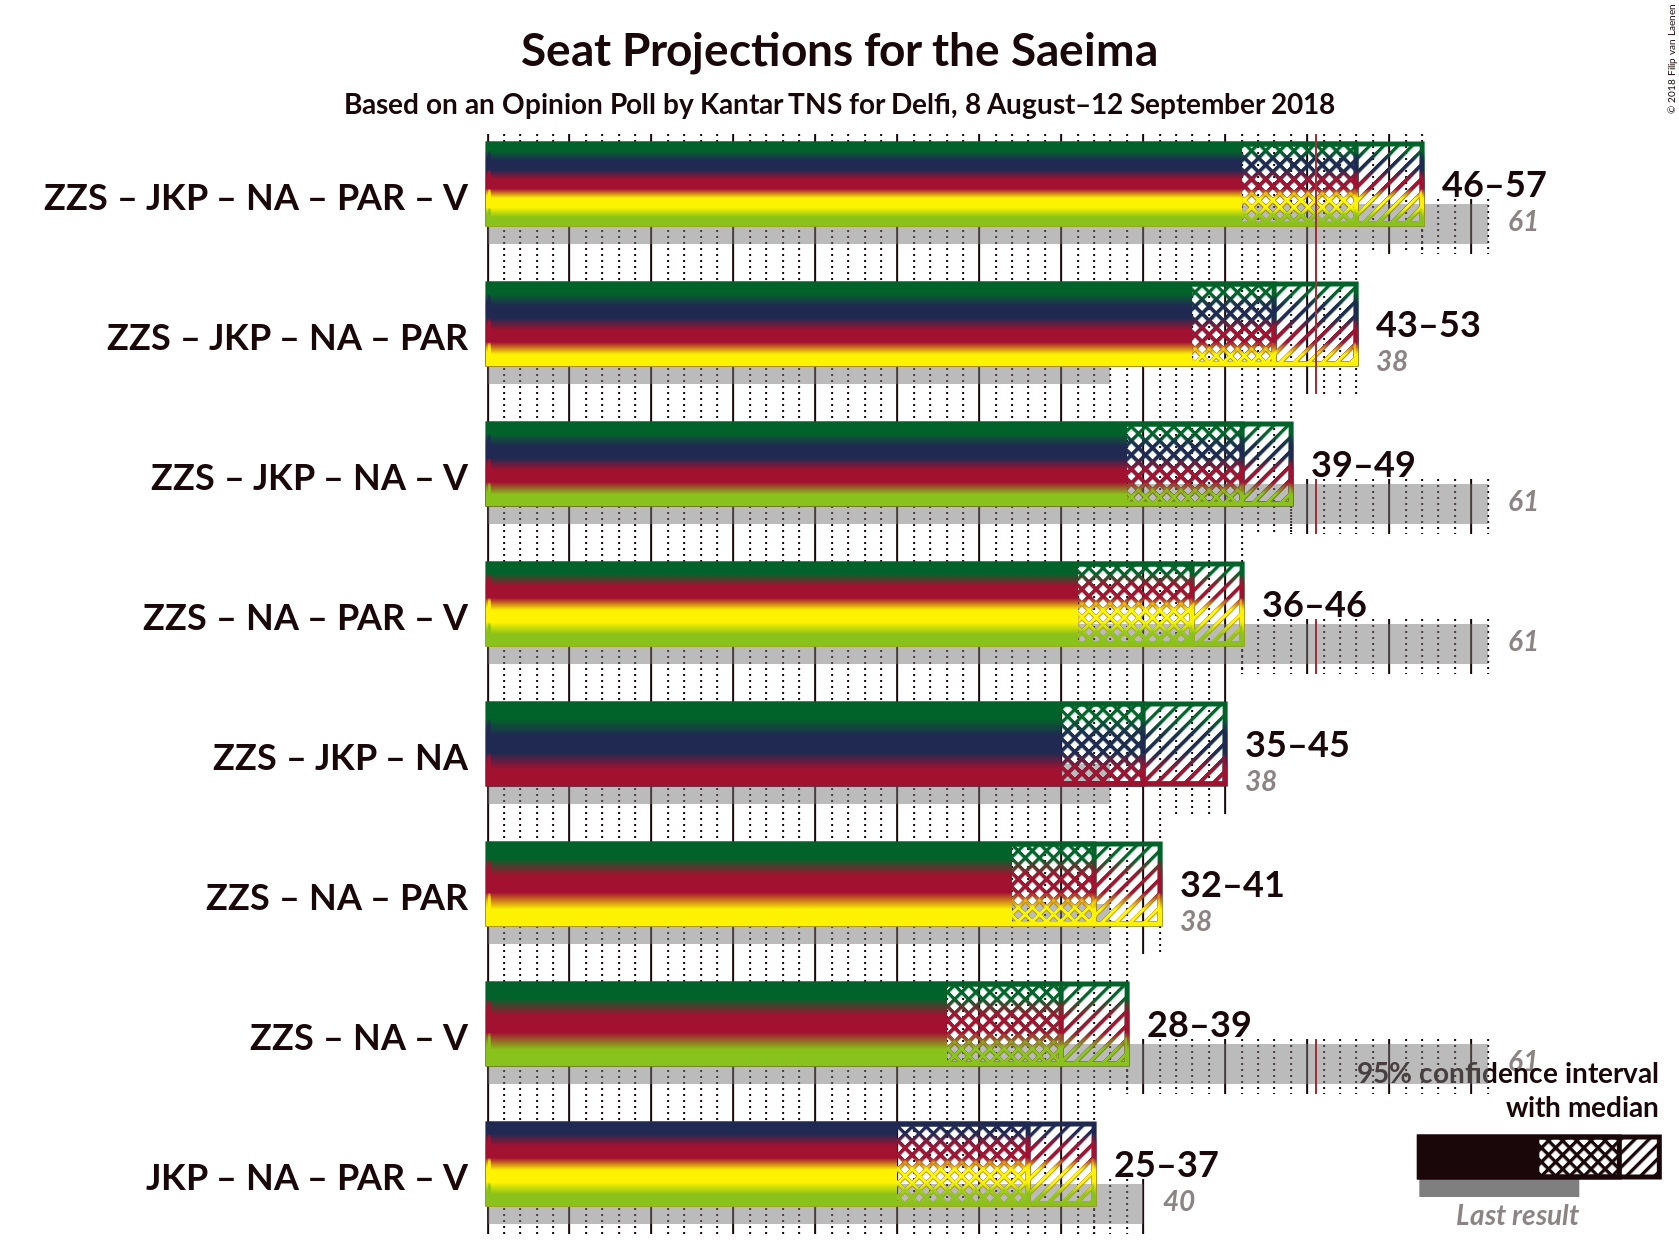 Seat Projections for the Saeima
Based on an Opinion Poll by Kantar TNS for Delfi, 8 August–12 September 2018
© 2018 Filip van Laenen
ZZS – JKP – NA – PAR – V
46–57
61
ZZS – JKP – NA – PAR
43–53
38
ZZS – JKP – NA – V
39–49
61
ZZS – NA – PAR – V
36–46
61
ZZS – JKP – NA
35–45
38
ZZS – NA – PAR
32–41
38
ZZS – NA – V
28–39
61
JKP – NA – PAR – V
25–37
40
95% confidence interval
with median
Last result